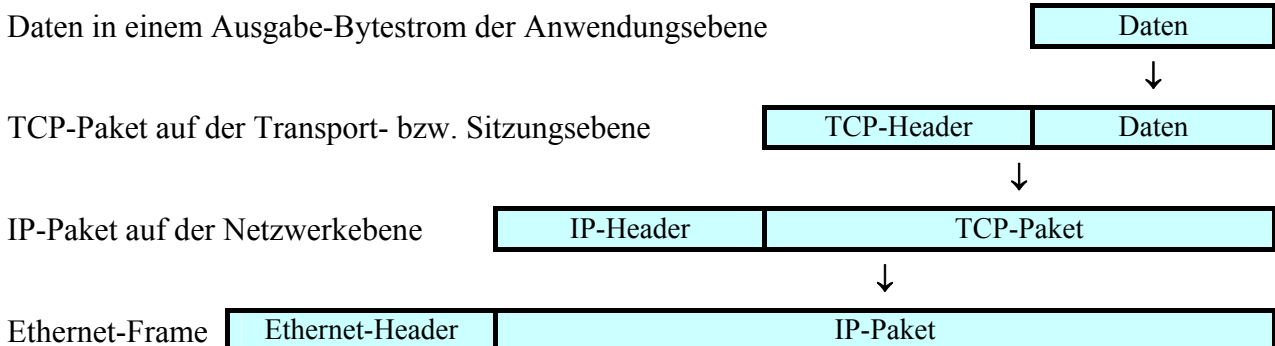 Daten in einem Ausgabe-Bytestrom der Anwendungsebene Daten
↓
TCP-Paket auf der Transport- bzw. Sitzungsebene TCP-Header Daten
↓
IP-Paket auf der Netzwerkebene IP-Header TCP-Paket
↓
Ethernet-Frame Ethernet-Header IP-Paket